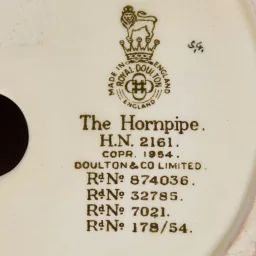 S.G.
MADE IN ENGLAND
ROYAL DOULTON
ENGLAND
The Hornpipe.
H.N. 2161.
COPR. 1954.
DOULTON & CO LIMITED.
Rd No 874036.
Rd No 32785.
Rd No 7021.
Rd No 178/54.